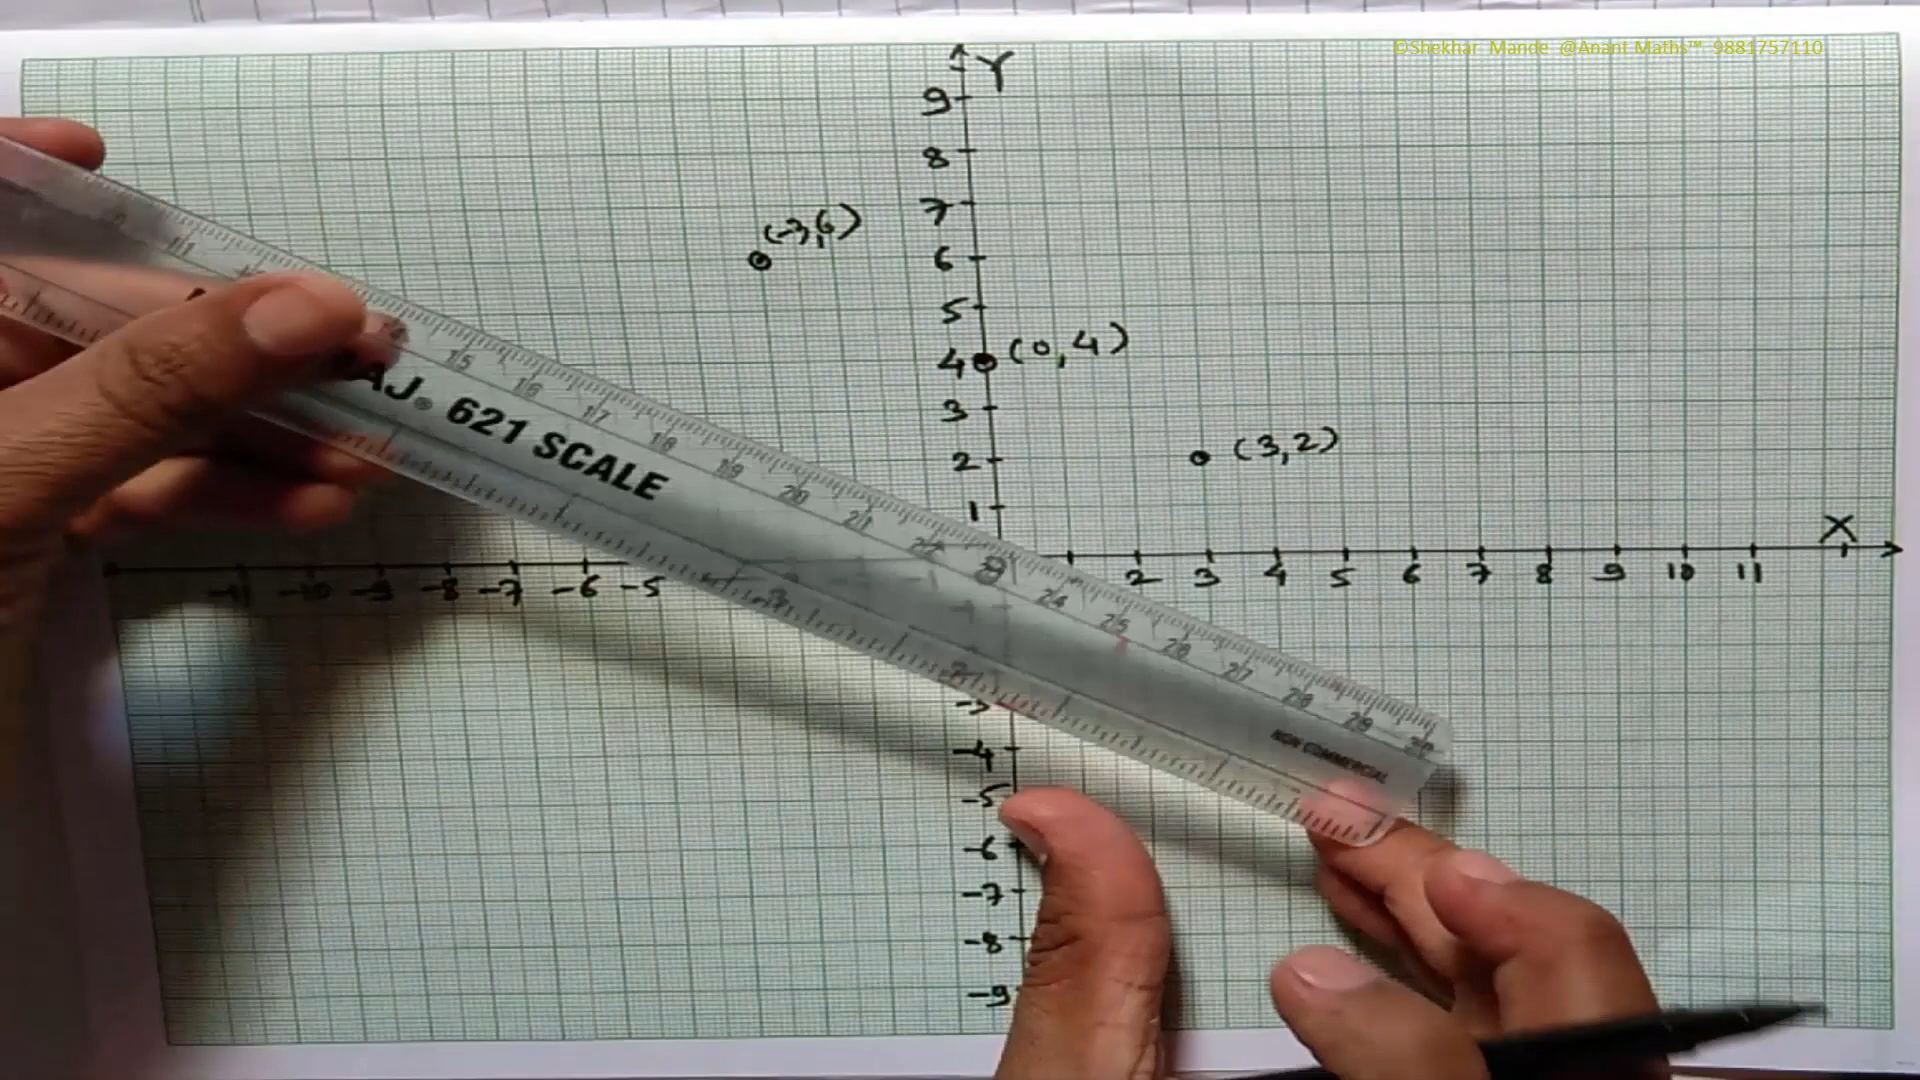 ©Shekhar Mande @Anant Maths™ 9881757110
Y
9
8
7
6
5
4
3
2
1
(-3,6)
(0,4)
(3,2)
X
2 3 4 5 6 7 8 9 10 11
-11 -10 -9 -8 -7 -6 -5
-4
-5
-6
-7
-8
-9
11
15 16 17 18 19 20 21 22 23 24 25 26 27 28 29 30
621 SCALE
NON COMMERCIAL